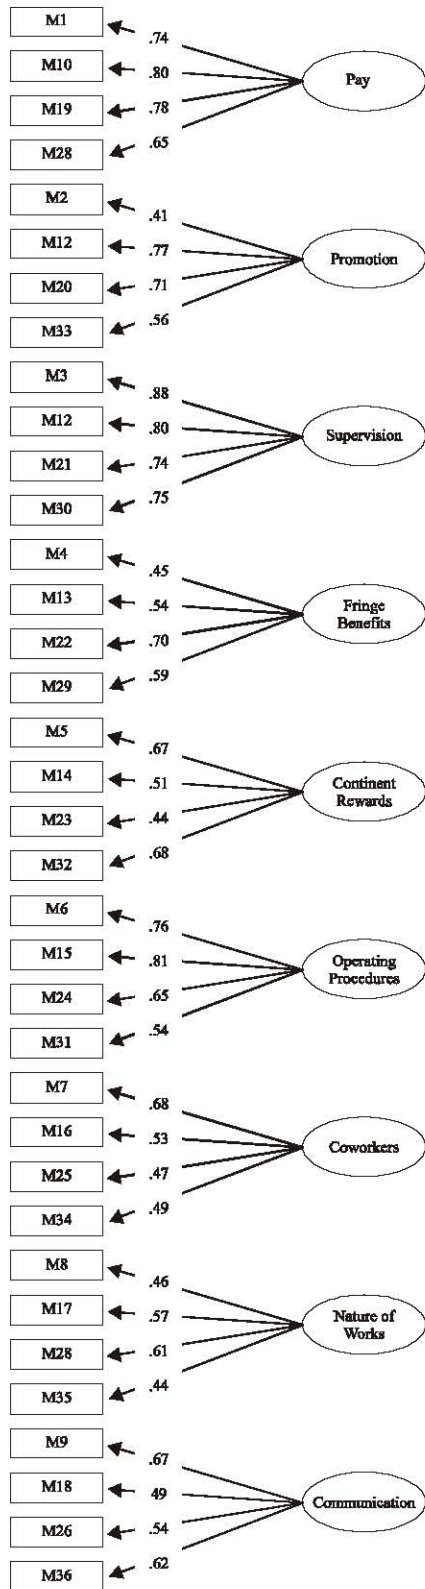 M1
.74
M10
.80
Pay
M19
.78
M28
.65
M2
.41
M12
.77
Promotion
M20
.71
M33
.56
M3
.88
M12
.80
Supervision
M21
.74
M30
.75
M4
.45
M13
.54
Fringe
Benefits
M22
.70
M29
.59
M5
.67
M14
.51
Continent
Rewards
M23
.44
M32
.68
M6
.76
M15
.81
Operating
Procedures
M24
.65
M31
.54
M7
.68
M16
.53
Coworkers
M25
.47
M34
.49
M8
.46
M17
.57
Nature of
Works
M28
.61
M35
.44
M9
.67
M18
49
Communication
M26
.54
M36
.62